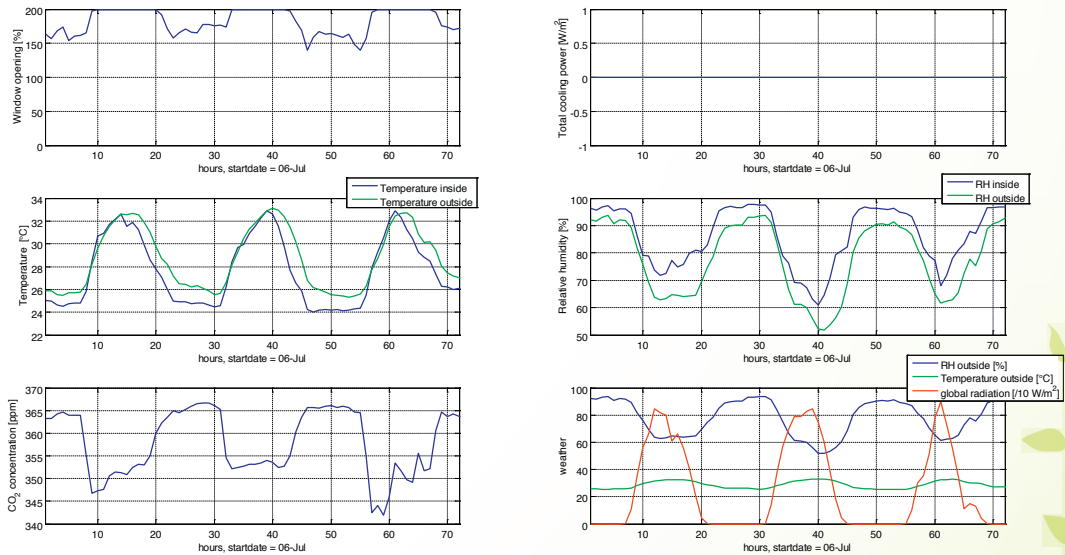 200
150
100
50
0
Window opening [%]
10 20 30 40 50 60 70
hours, startdate = 06-Jul
1
0.5
0
-0.5
-1
Total cooling power [W/m²]
10 20 30 40 50 60 70
hours, startdate = 06-Jul
Temperature inside
Temperature outside
34
32
30
28
26
24
22
Temperature [°C]
10 20 30 40 50 60 70
hours, startdate = 06-Jul
RH inside
RH outside
100
90
80
70
60
50
Relative humidity [%]
10 20 30 40 50 60 70
hours, startdate = 06-Jul
370
365
360
355
350
345
340
CO₂ concentration [ppm]
10 20 30 40 50 60 70
hours, startdate = 06-Jul
RH outside [%]
Temperature outside [°C]
global radiation [/10 W/m²]
100
80
60
40
20
0
weather
10 20 30 40 50 60 70
hours, startdate = 06-Jul